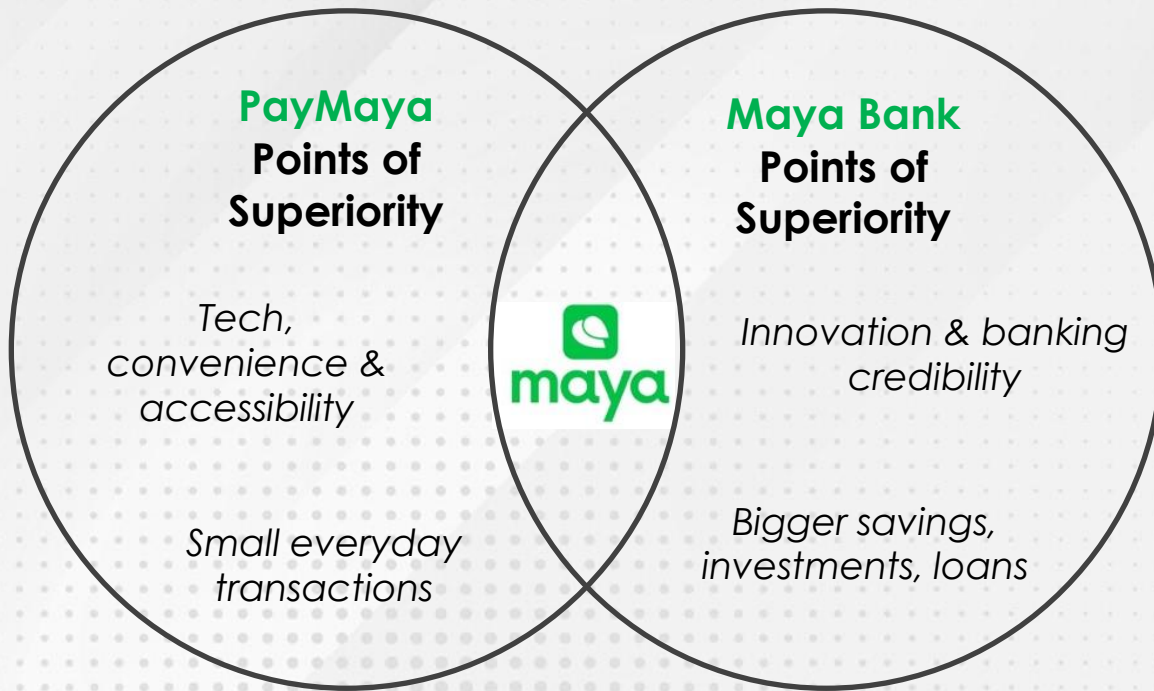 PayMaya
Points of
Superiority
Tech,
convenience &
accessibility
Small everyday
transactions
maya
Maya Bank
Points of
Superiority
Innovation & banking
credibility
Bigger savings,
investments, loans